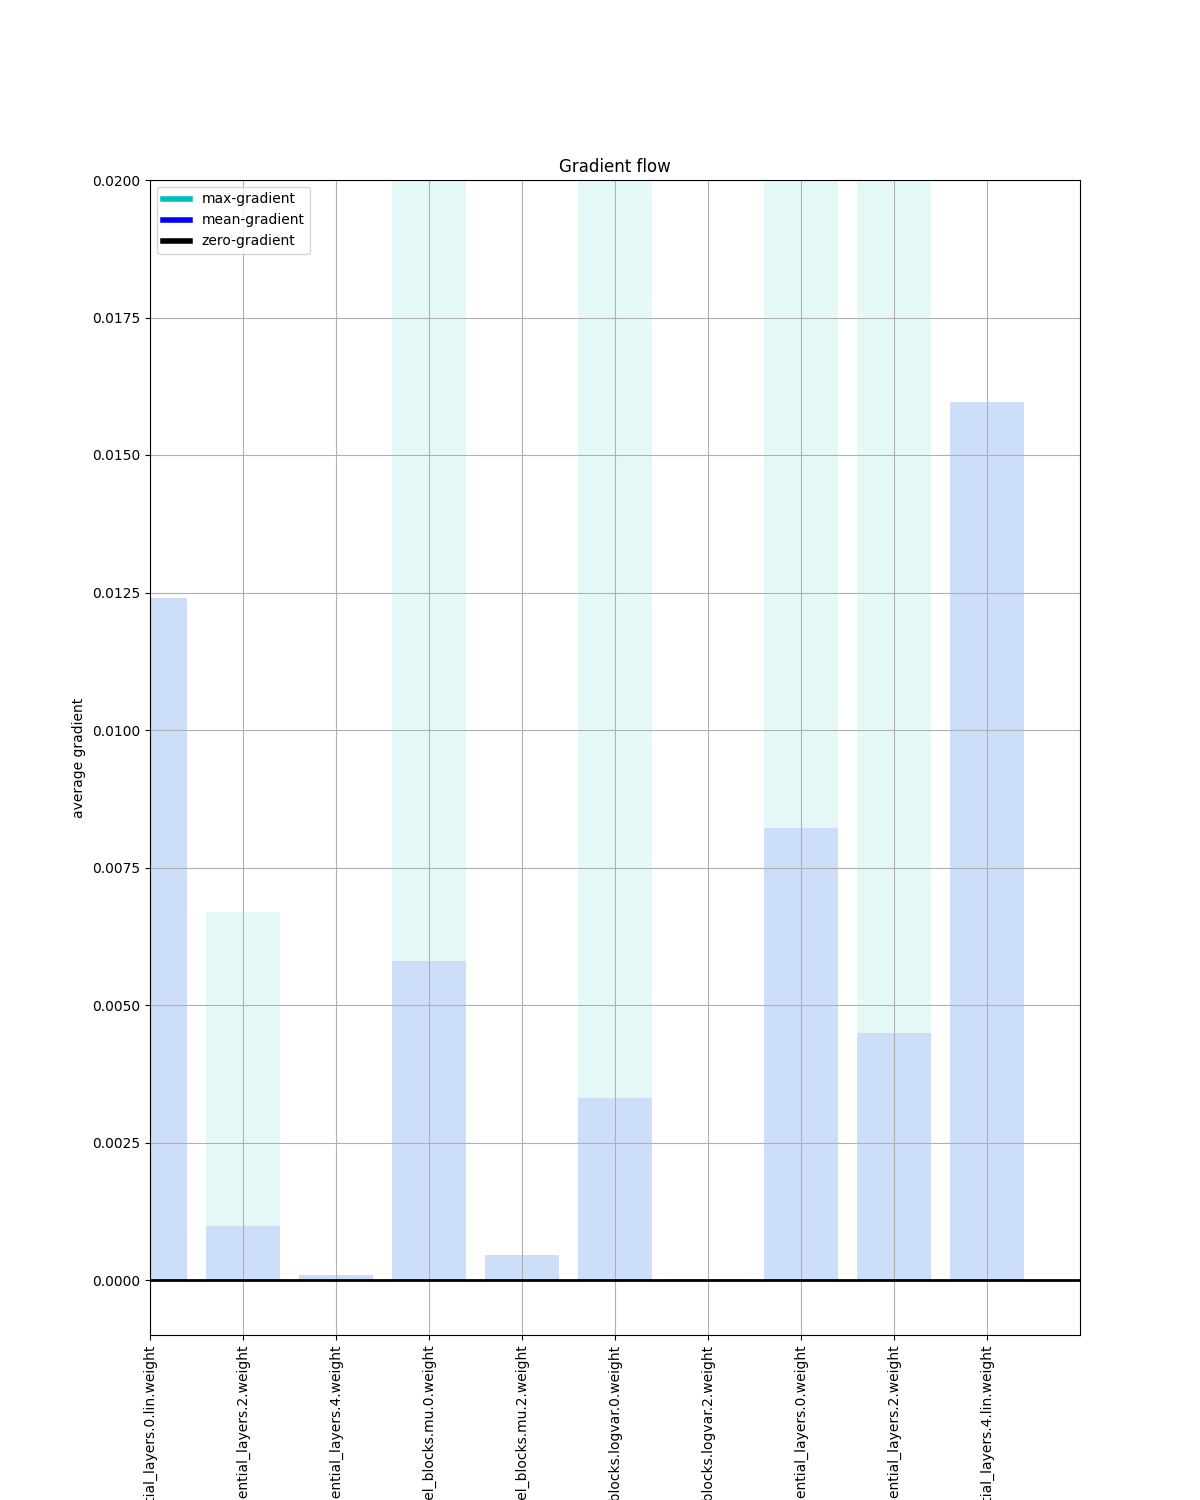 Gradient flow
max-gradient
mean-gradient
zero-gradient
0.0200
0.0175
0.0150
0.0125
0.0100
0.0075
0.0050
0.0025
0.0000
average gradient
tial_layers.0.lin.weight
ential_layers.2.weight
ential_layers.4.weight
el_blocks.mu.0.weight
el_blocks.mu.2.weight
blocks.logvar.0.weight
blocks.logvar.2.weight
ential_layers.0.weight
ential_layers.2.weight
tial_layers.4.lin.weight